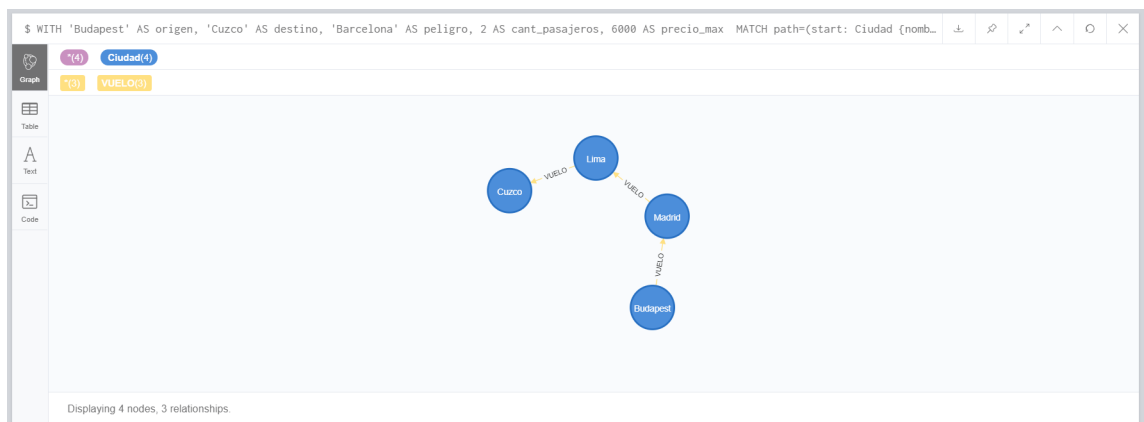 $ WITH 'Budapest' AS origen, 'Cuzco' AS destino, 'Barcelona' AS peligro, 2 AS cant_pasajeros, 6000 AS precio_max  MATCH path=(start: Ciudad {nomb…
Graph
*(4) Ciudad(4)
*(3) VUELO(3)
Table
A
Text
Code
Lima
VUELO
Cuzco
VUELO
Madrid
VUELO
Budapest
Displaying 4 nodes, 3 relationships.